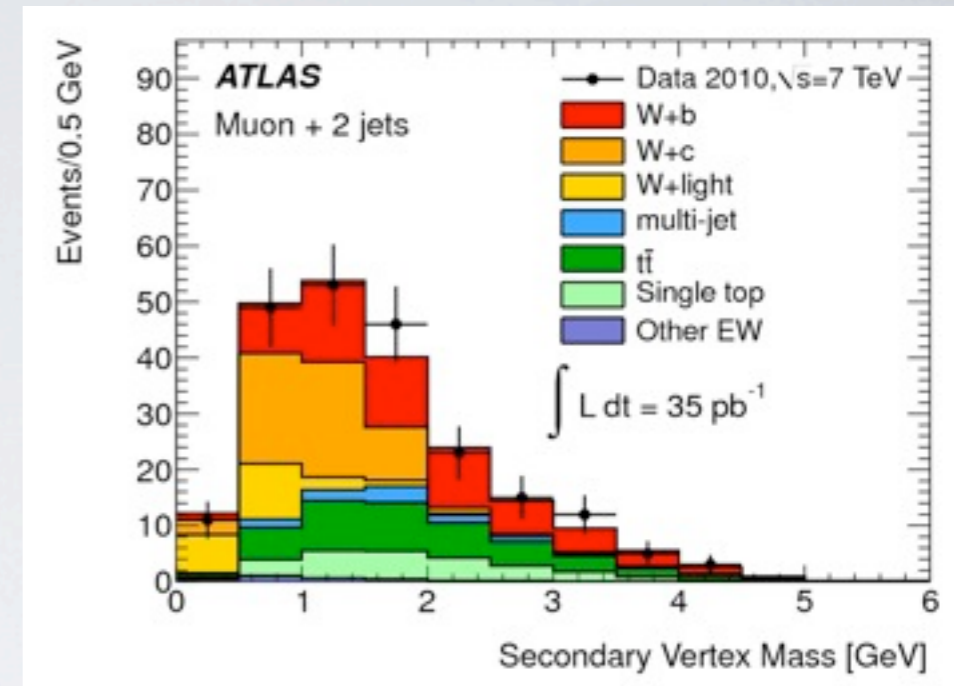 ATLAS
Muon + 2 jets
Data 2010,√s=7 TeV
W+b
W+c
W+light
multi-jet
tt̄
Single top
Other EW
∫ L dt = 35 pb⁻¹
Events/0.5 GeV
90
80
70
60
50
40
30
20
10
0
0 1 2 3 4 5 6
Secondary Vertex Mass [GeV]